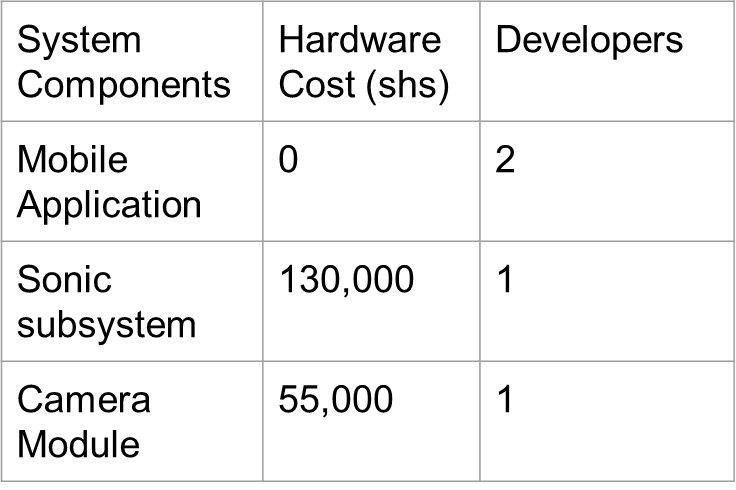 System Components
Hardware Cost (shs)
Developers
Mobile Application
0
2
Sonic subsystem
130,000
1
Camera Module
55,000
1